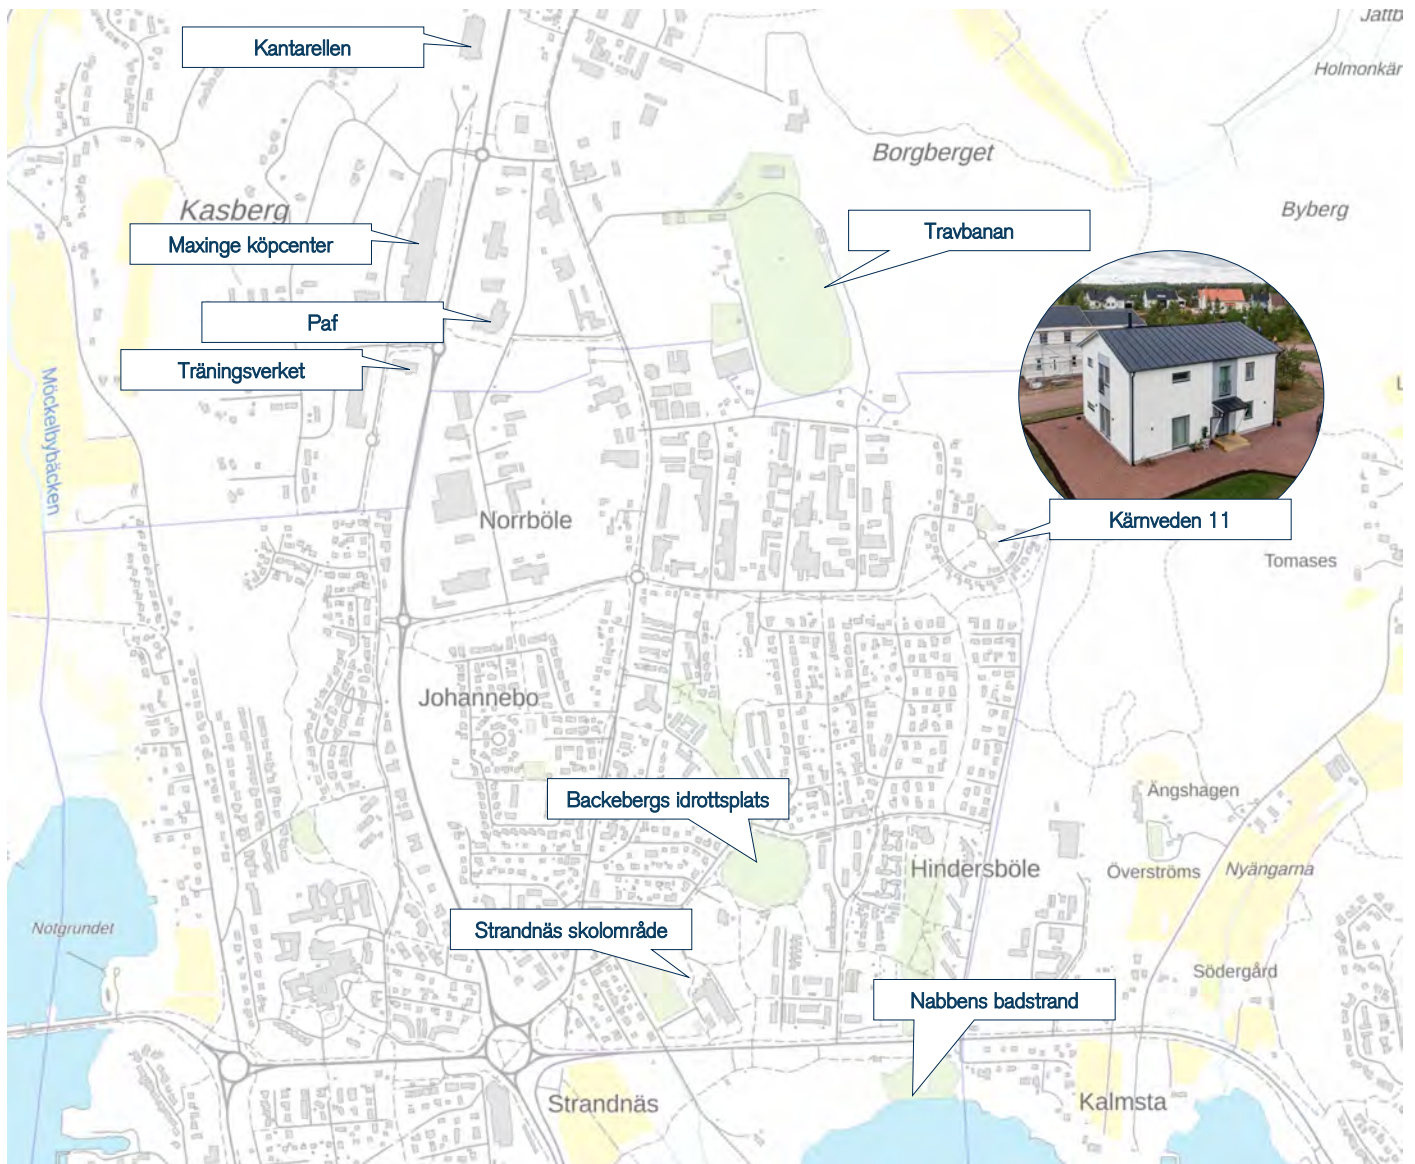 Jättb
Kantarellen
Holmonkär
Borgberget
Kasberg
Byberg
Maxinge köpcenter
Travbanan
Paf
Träningsverket
Möckelbybäcken
Norrböle
Kärnveden 11
Tomases
Johannebo
Backebergs idrottsplats
Ängshagen
Hindersböle
Överströms
Nyängarna
Notgrundet
Strandnäs skolområde
Södergård
Nabbens badstrand
Strandnäs
Kalmsta